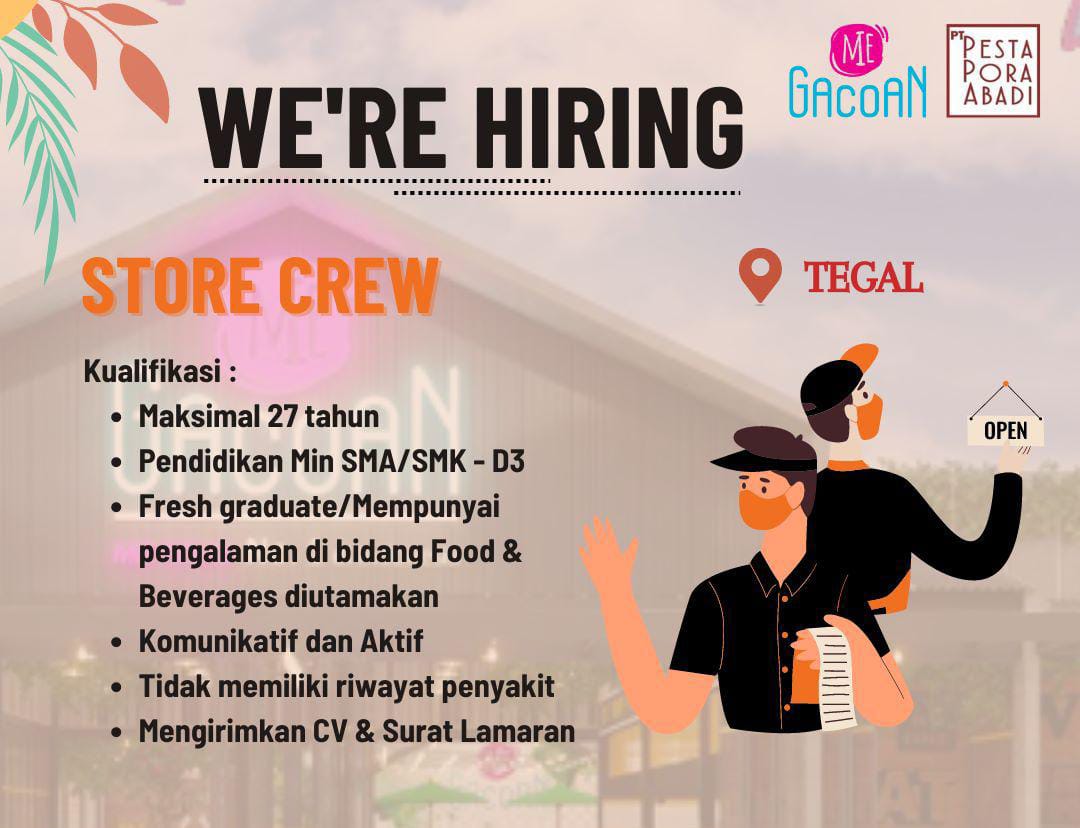 MIE
GACOAN
PT PESTA
PORA
ABADI
WE'RE HIRING
STORE CREW
TEGAL
Kualifikasi :
• Maksimal 27 tahun
• Pendidikan Min SMA/SMK - D3
• Fresh graduate/Mempunyai
pengalaman di bidang Food &
Beverages diutamakan
• Komunikatif dan Aktif
• Tidak memiliki riwayat penyakit
• Mengirimkan CV & Surat Lamaran
OPEN
MIE
GACOAN